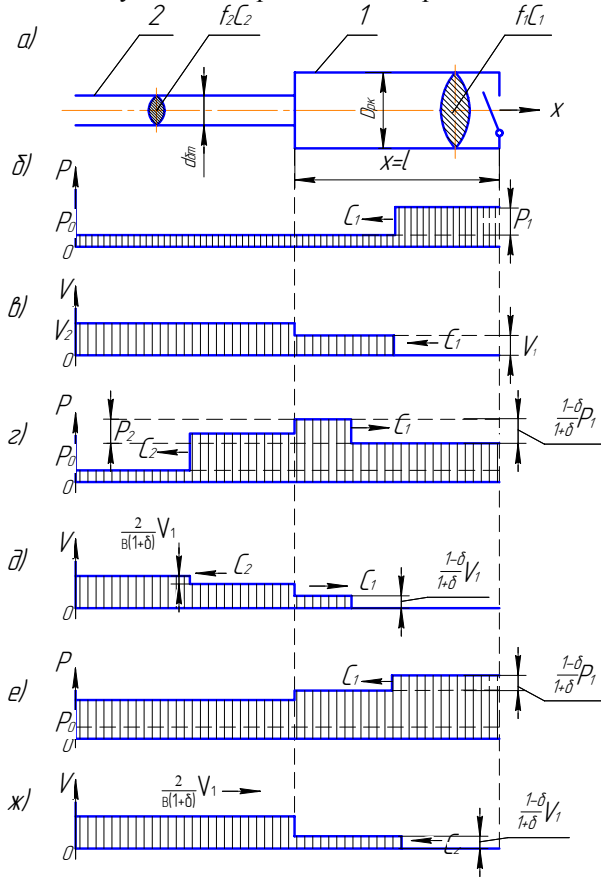 а)
2
f₂C₂
1
f₁C₁
dбт
Dрк
x
x=l
б)
P
P₀
0
C₁
P₁
в)
V
V₂
0
C₁
V₁
г)
P
P₀
0
P₂
C₂
C₁
1-δ/1+δ P₁
д)
V
0
2/в(1+δ) V₁
C₂
C₁
1-δ/1+δ V₁
е)
P
P₀
0
C₁
1-δ/1+δ P₁
ж)
V
0
2/в(1+δ) V₁
C₂
1-δ/1+δ V₁